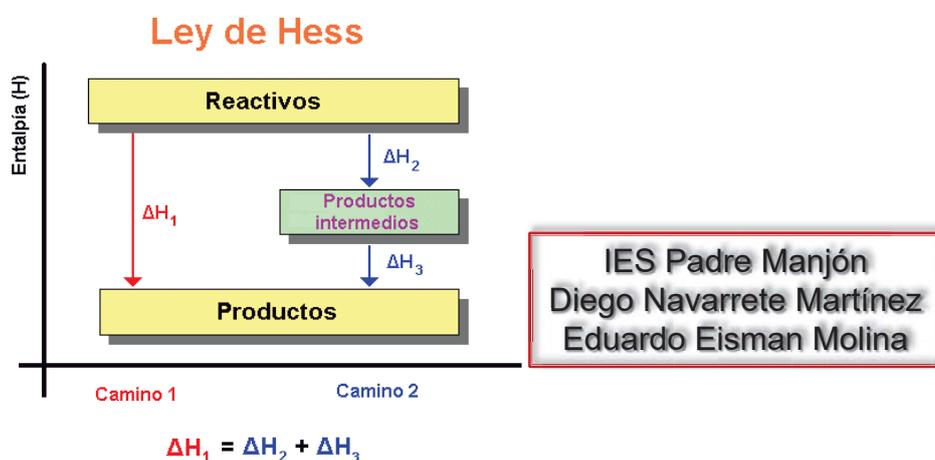 Ley de Hess
Entalpía (H)
Reactivos
ΔH2
Productos
intermedios
ΔH1
ΔH3
Productos
Camino 1
Camino 2
ΔH1 = ΔH2 + ΔH3
IES Padre Manjón
Diego Navarrete Martínez
Eduardo Eisman Molina